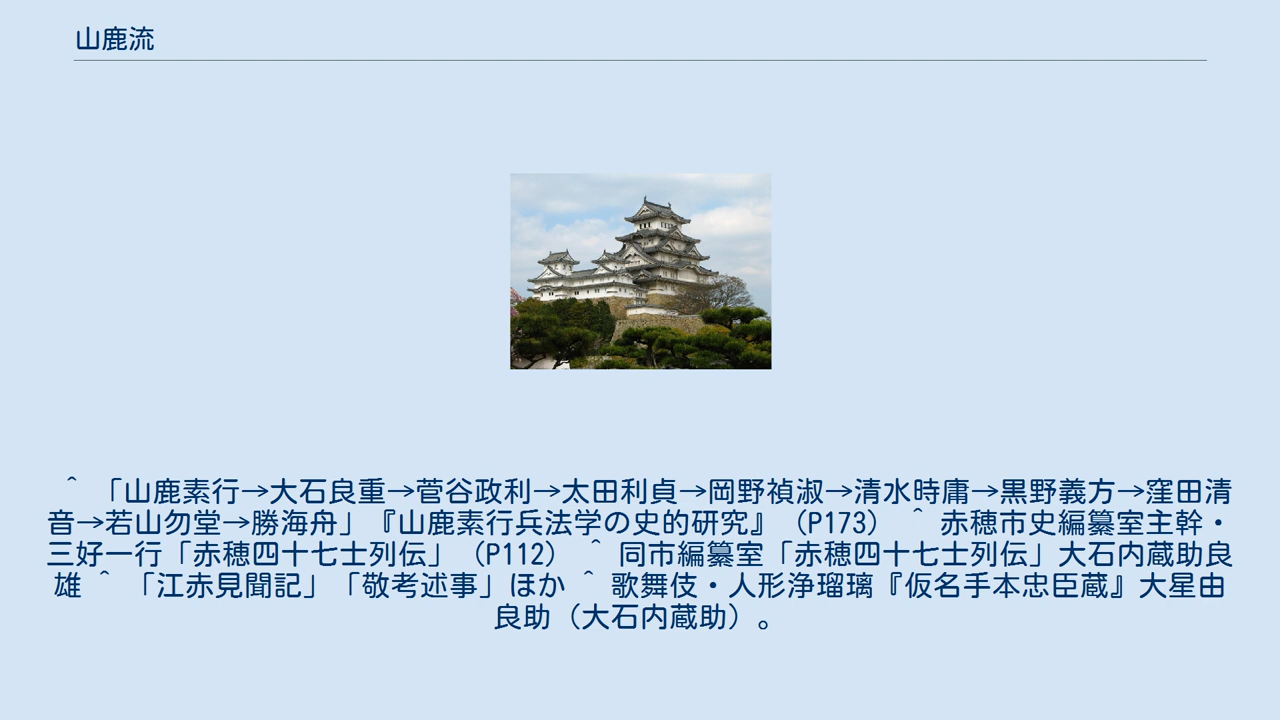 山鹿流
^ 「山鹿素行→大石良重→菅谷政利→太田利貞→岡野禎淑→清水時庸→黒野義方→窪田清
音→若山勿堂→勝海舟」『山鹿素行兵法学の史的研究』（P173） ^ 赤穂市史編纂室主幹・
三好一行「赤穂四十七士列伝」（P112） ^ 同市編纂室「赤穂四十七士列伝」大石内蔵助良
雄 ^ 「江赤見聞記」「敬考述事」ほか ^ 歌舞伎・人形浄瑠璃『仮名手本忠臣蔵』大星由
良助（大石内蔵助）。